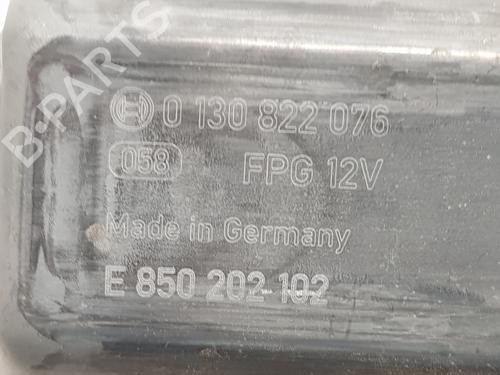 B-PARTS
0 130 822 076
058 FPG 12V
Made in Germany
E 850 202 102